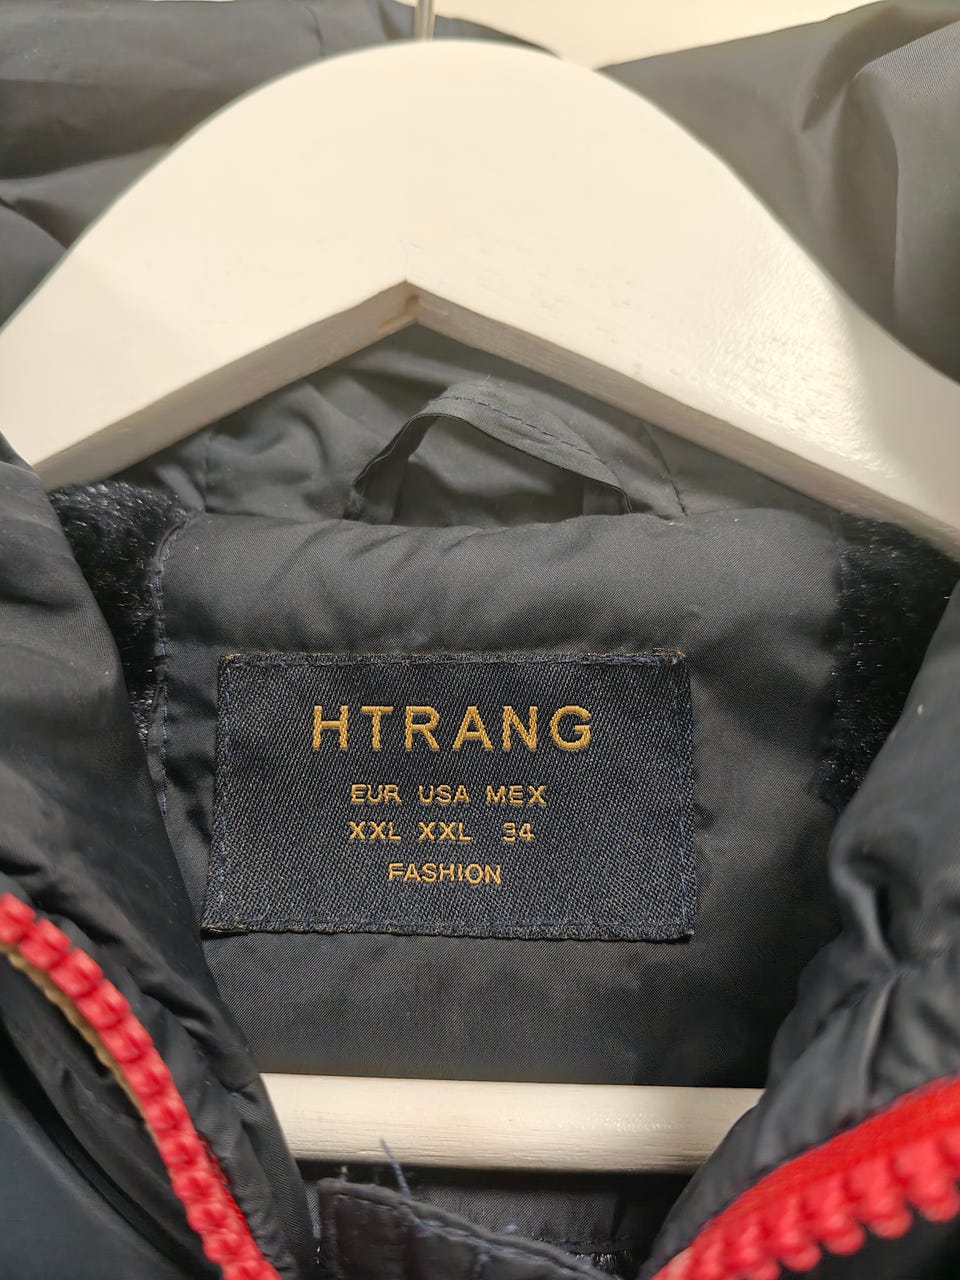 HTRANG
EUR USA MEX
XXL XXL 34
FASHION